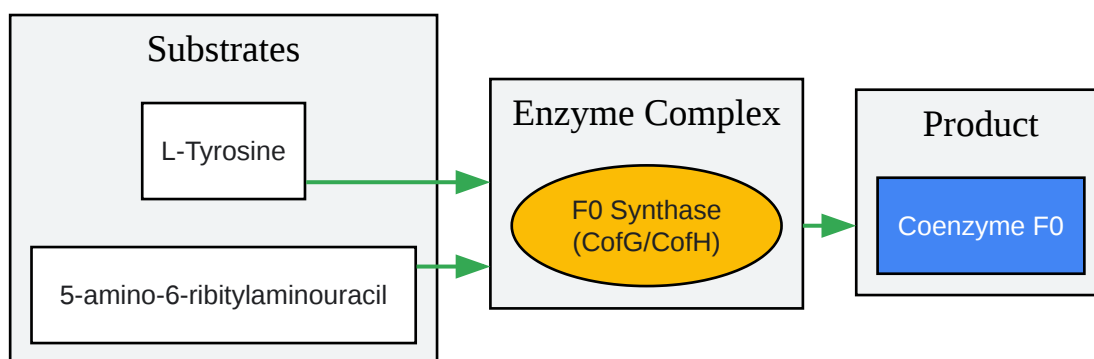 Substrates
L-Tyrosine
5-amino-6-ribitylaminouracil
Enzyme Complex
F0 Synthase
(CofG/CofH)
Product
Coenzyme F0